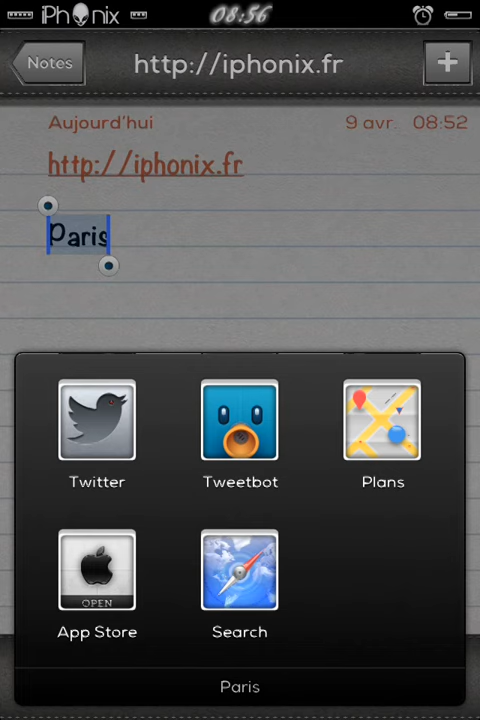 iPhonix 08:56
Notes http://iphonix.fr +
Aujourd'hui 9 avr. 08:52
http://iphonix.fr
Paris
Twitter Tweetbot Plans
OPEN
App Store Search
Paris